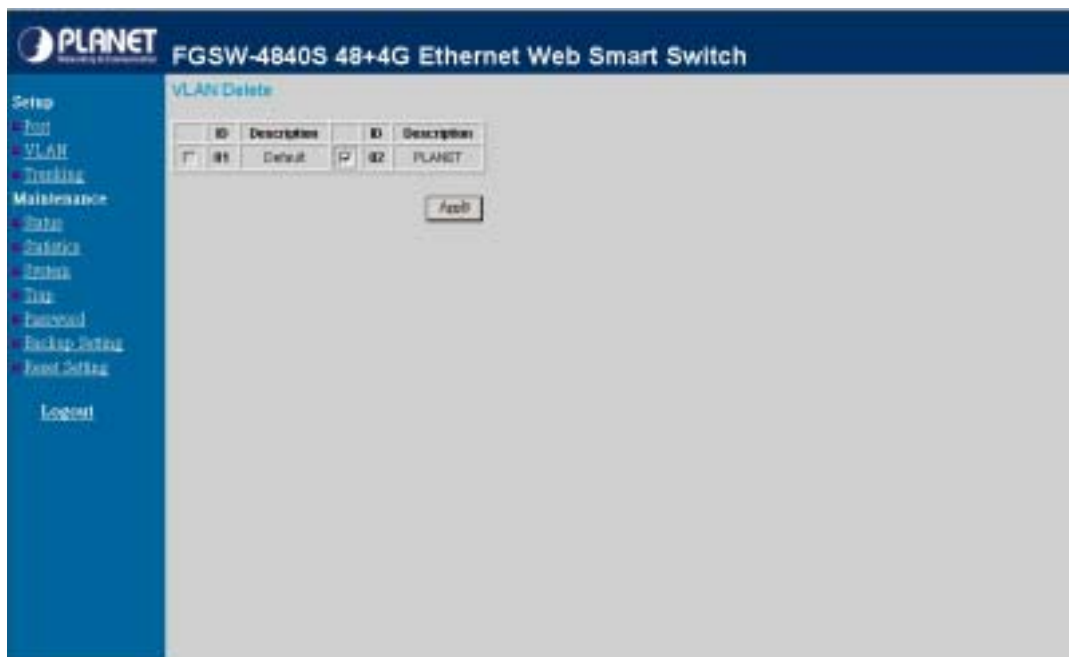 PLANET
FGSW-4840S 48+4G Ethernet Web Smart Switch
Setup
Port
VLAN
Trunking
Maintenance
Status
Statistics
System
Trap
Password
Backup Setting
Reset Setting
Logout
VLAN Delete
ID Description ID Description
01 Default 02 PLANET
Apply